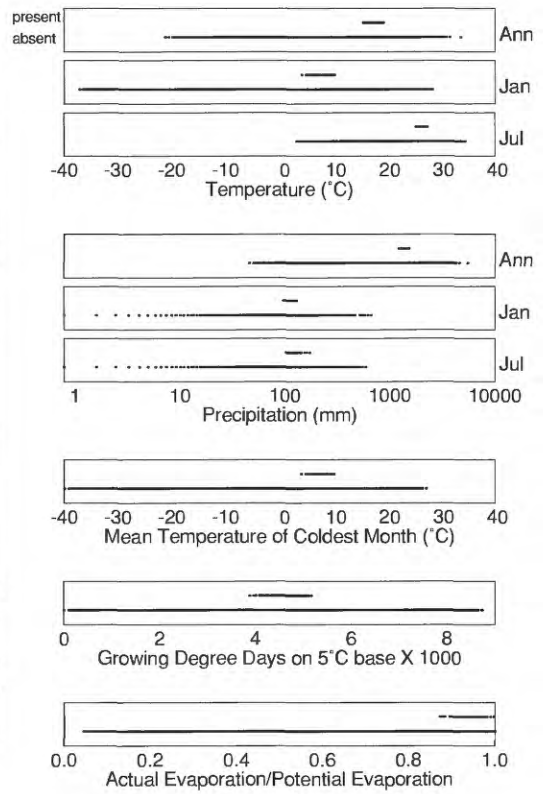 present
absent
Ann
Jan
Jul
-40 -30 -20 -10 0 10 20 30 40
Temperature (˚C)
Ann
Jan
Jul
1 10 100 1000 10000
Precipitation (mm)
-40 -30 -20 -10 0 10 20 30 40
Mean Temperature of Coldest Month (˚C)
0 2 4 6 8
Growing Degree Days on 5˚C base X 1000
0.0 0.2 0.4 0.6 0.8 1.0
Actual Evaporation/Potential Evaporation